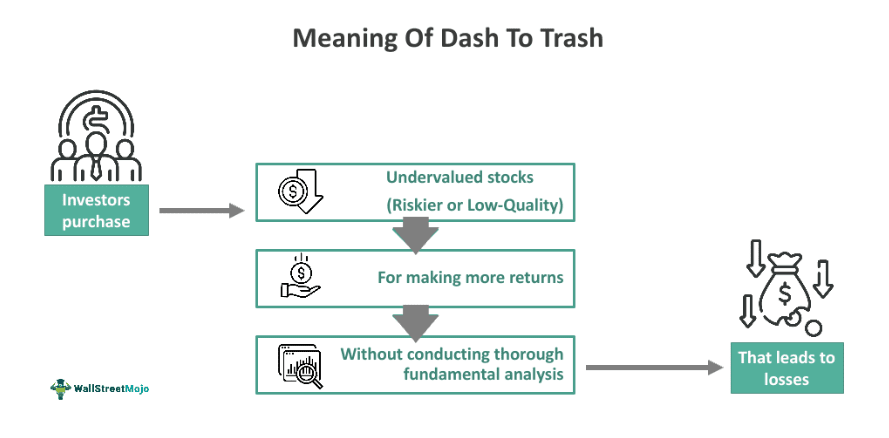 Meaning Of Dash To Trash
Investors
purchase
Undervalued stocks
(Riskier or Low-Quality)
For making more returns
Without conducting thorough
fundamental analysis
That leads to
losses
WallStreetMojo